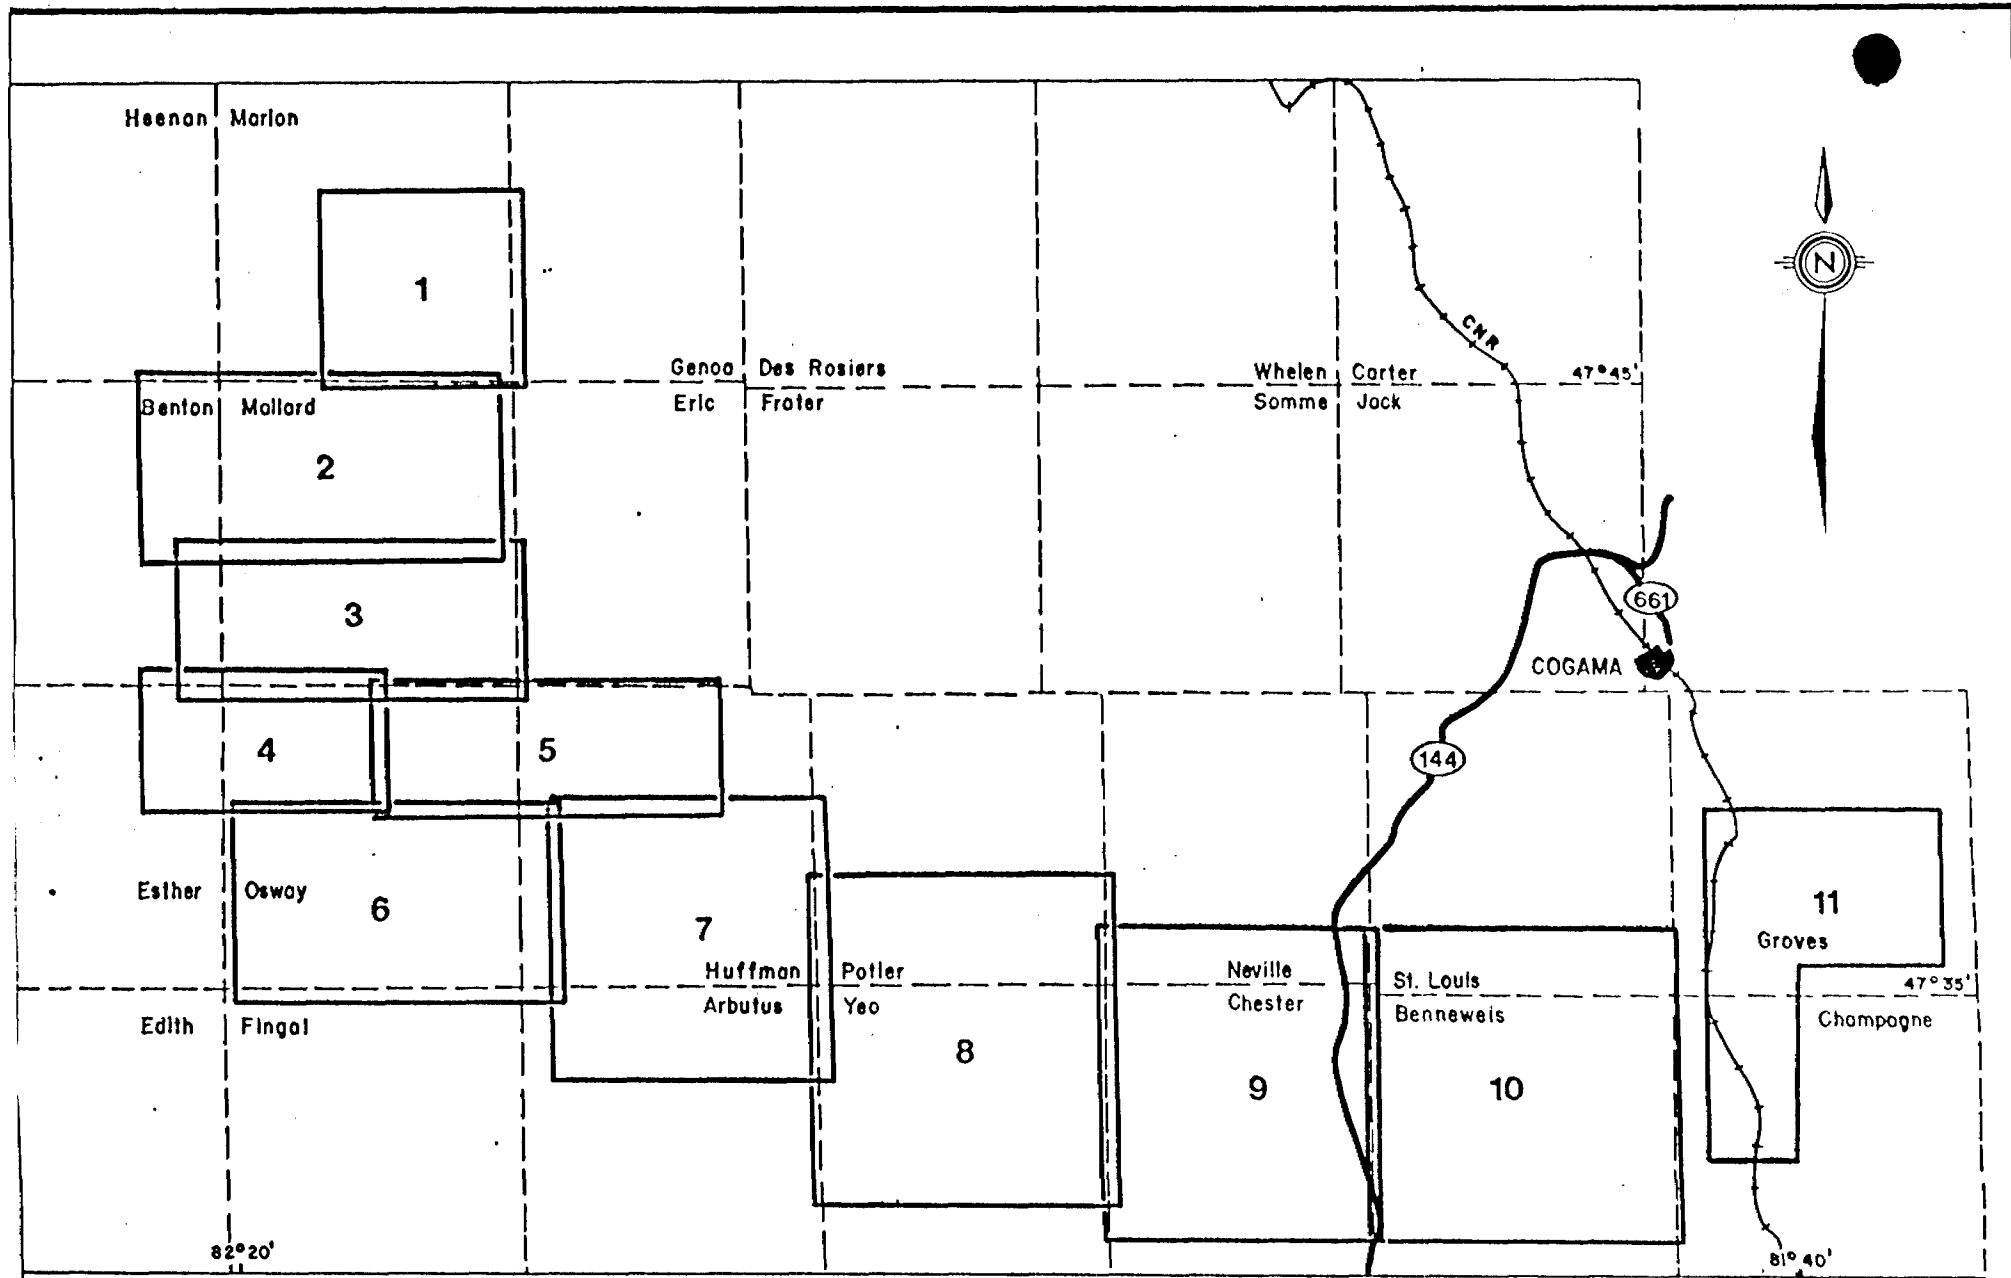 Heenan Marion
1
CNR
Genoa Des Rosiers
Whelen Carter 47°45'
Benton Mallard
Eric Frater
Somme Jack
2
661
3
COGAMA
4
5
144
Esther Osway
6
7
11
Groves
Huffman Potier
Neville
St. Louis
47°35'
Arbutus Yeo
Chester
Benneweis
Edith Fingal
Champagne
8
9
10
82°20'
81°40'
N